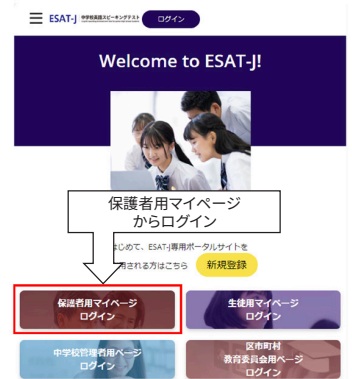 ESAT-J 中学校英語スピーキングテスト ログイン
Welcome to ESAT-J!
保護者用マイページ
からログイン
はじめて、ESAT-J専用ポータルサイトを
用される方はこちら 新規登録
保護者用マイページ
ログイン
生徒用マイページ
ログイン
中学校管理者用ページ
ログイン
区市町村
教育委員会用ページ
ログイン